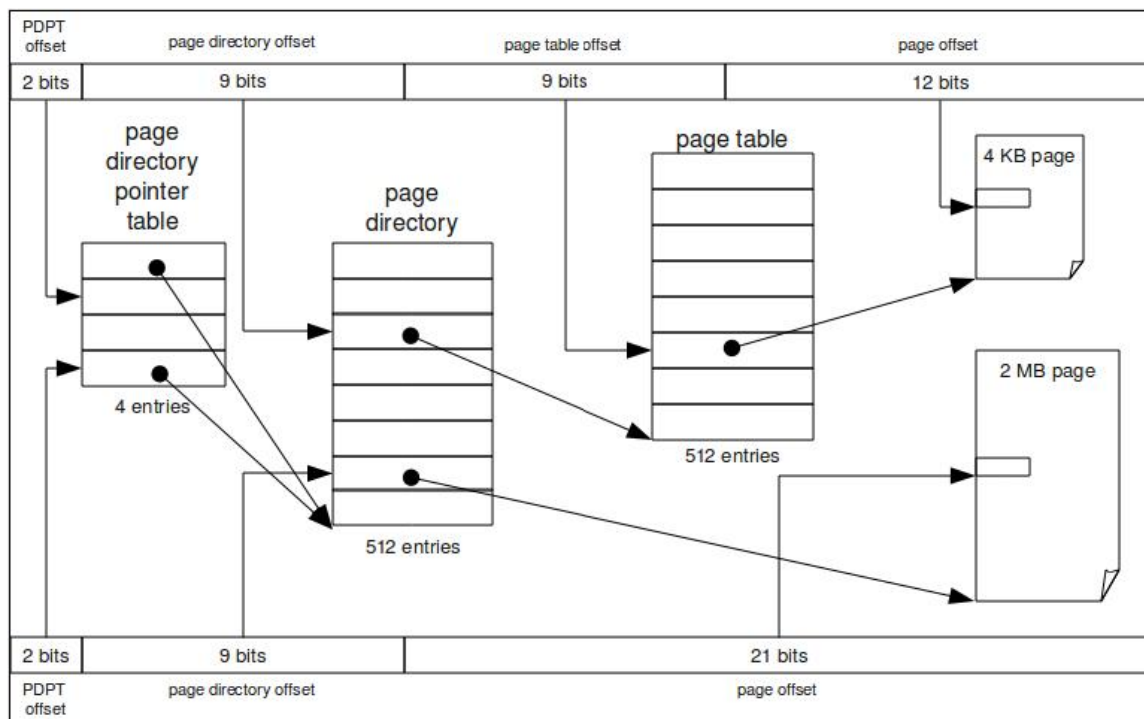 PDPT
offset
page directory offset
page table offset
page offset
2 bits
9 bits
9 bits
12 bits
page
directory
pointer
table
page
directory
page table
4 KB page
4 entries
2 MB page
512 entries
512 entries
2 bits
9 bits
21 bits
PDPT
offset
page directory offset
page offset